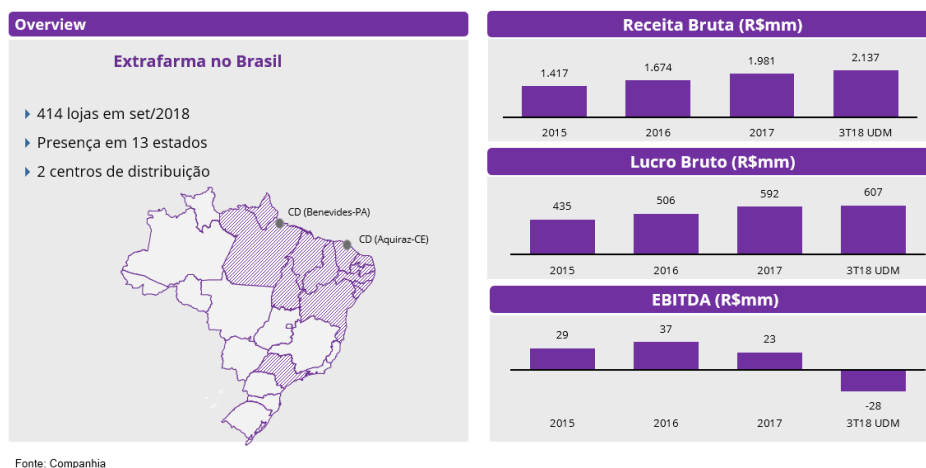 Overview
Extrafarma no Brasil
414 lojas em set/2018
Presença em 13 estados
2 centros de distribuição
CD (Benevides-PA)
CD (Aquiraz-CE)
Receita Bruta (R$mm)
1.417 1.674 1.981 2.137
2015 2016 2017 3T18 UDM
Lucro Bruto (R$mm)
435 506 592 607
2015 2016 2017 3T18 UDM
EBITDA (R$mm)
29 37 23
-28
2015 2016 2017 3T18 UDM
Fonte: Companhia